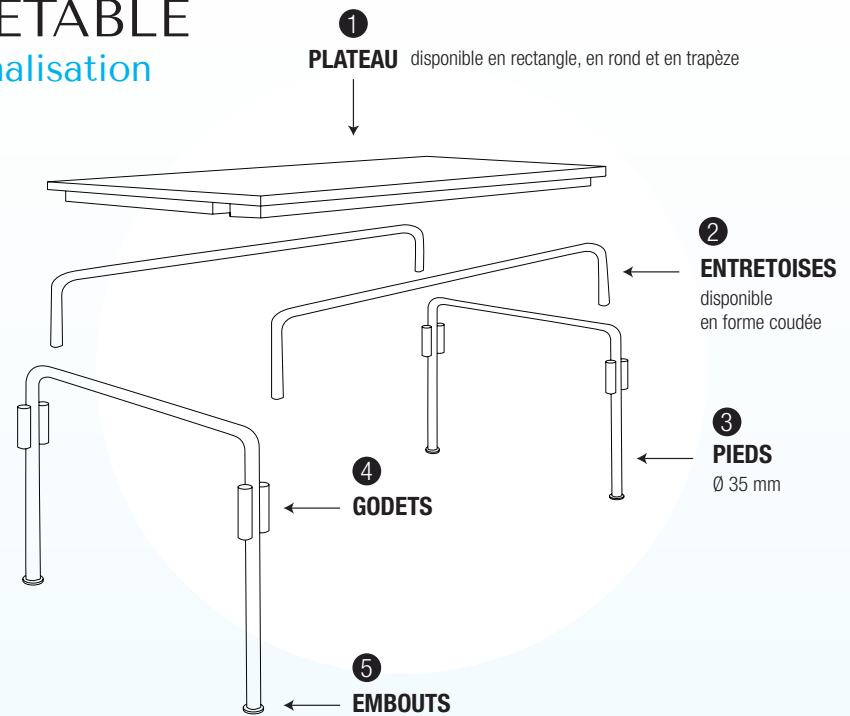 ETABLE
nalisation
1
PLATEAU disponible en rectangle, en rond et en trapèze
2
ENTRETOISES
disponible
en forme coudée
3
PIEDS
Ø 35 mm
4
GODETS
5
EMBOUTS